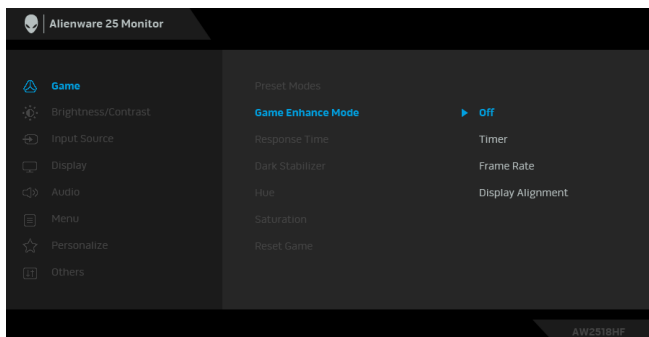 Alienware 25 Monitor
Game
Brightness/Contrast
Input Source
Display
Audio
Menu
Personalize
Others
Preset Modes
Game Enhance Mode
Response Time
Dark Stabilizer
Hue
Saturation
Reset Game
Off
Timer
Frame Rate
Display Alignment
AW2518HF